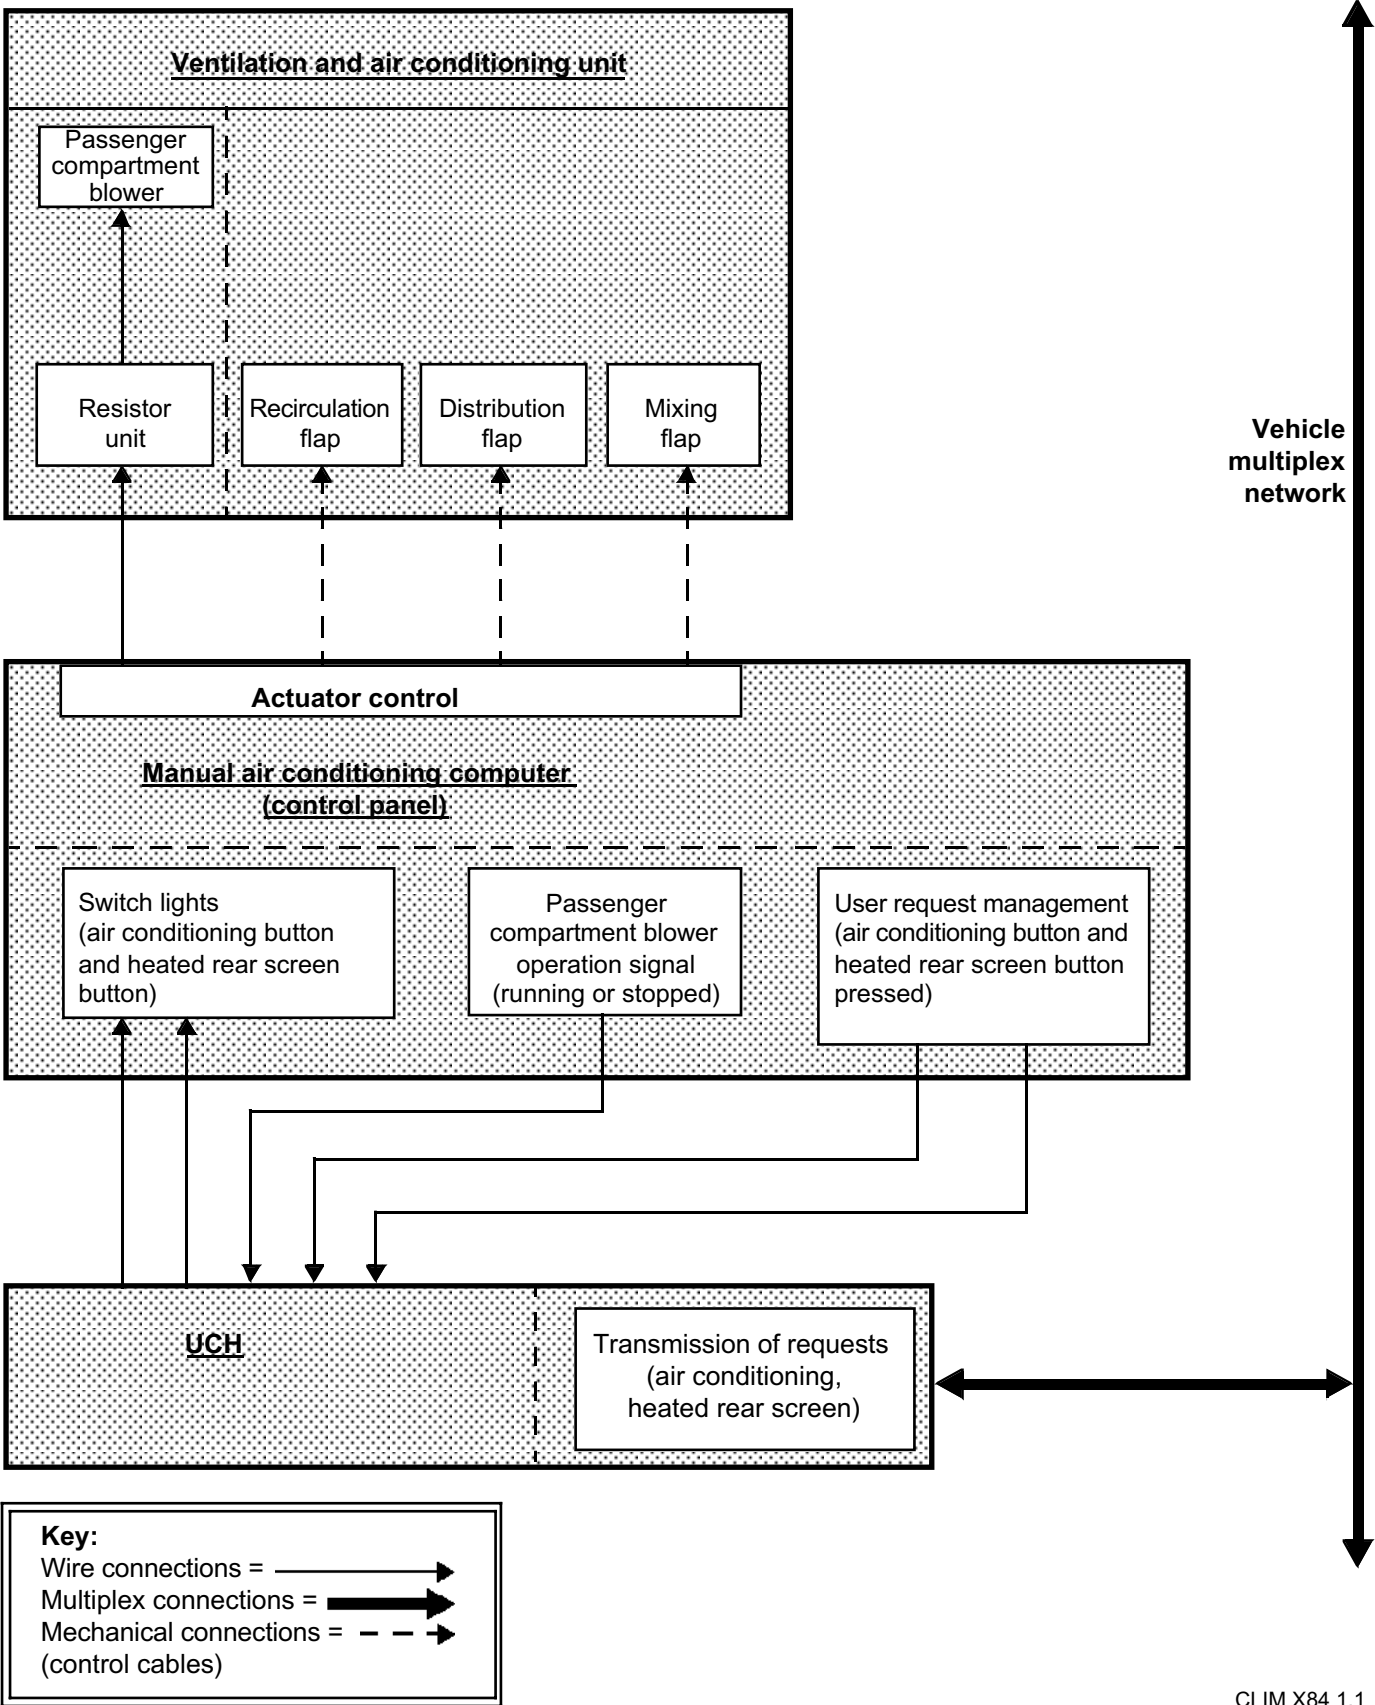 Ventilation and air conditioning unit
Passenger
compartment
blower
Resistor
unit
Recirculation
flap
Distribution
flap
Mixing
flap
Vehicle
multiplex
network
Actuator control
Manual air conditioning computer
(control panel)
Switch lights
(air conditioning button
and heated rear screen
button)
Passenger
compartment blower
operation signal
(running or stopped)
User request management
(air conditioning button and
heated rear screen button
pressed)
UCH
Transmission of requests
(air conditioning,
heated rear screen)
Key:
Wire connections =
Multiplex connections =
Mechanical connections =
(control cables)
CLIM X84 1.1